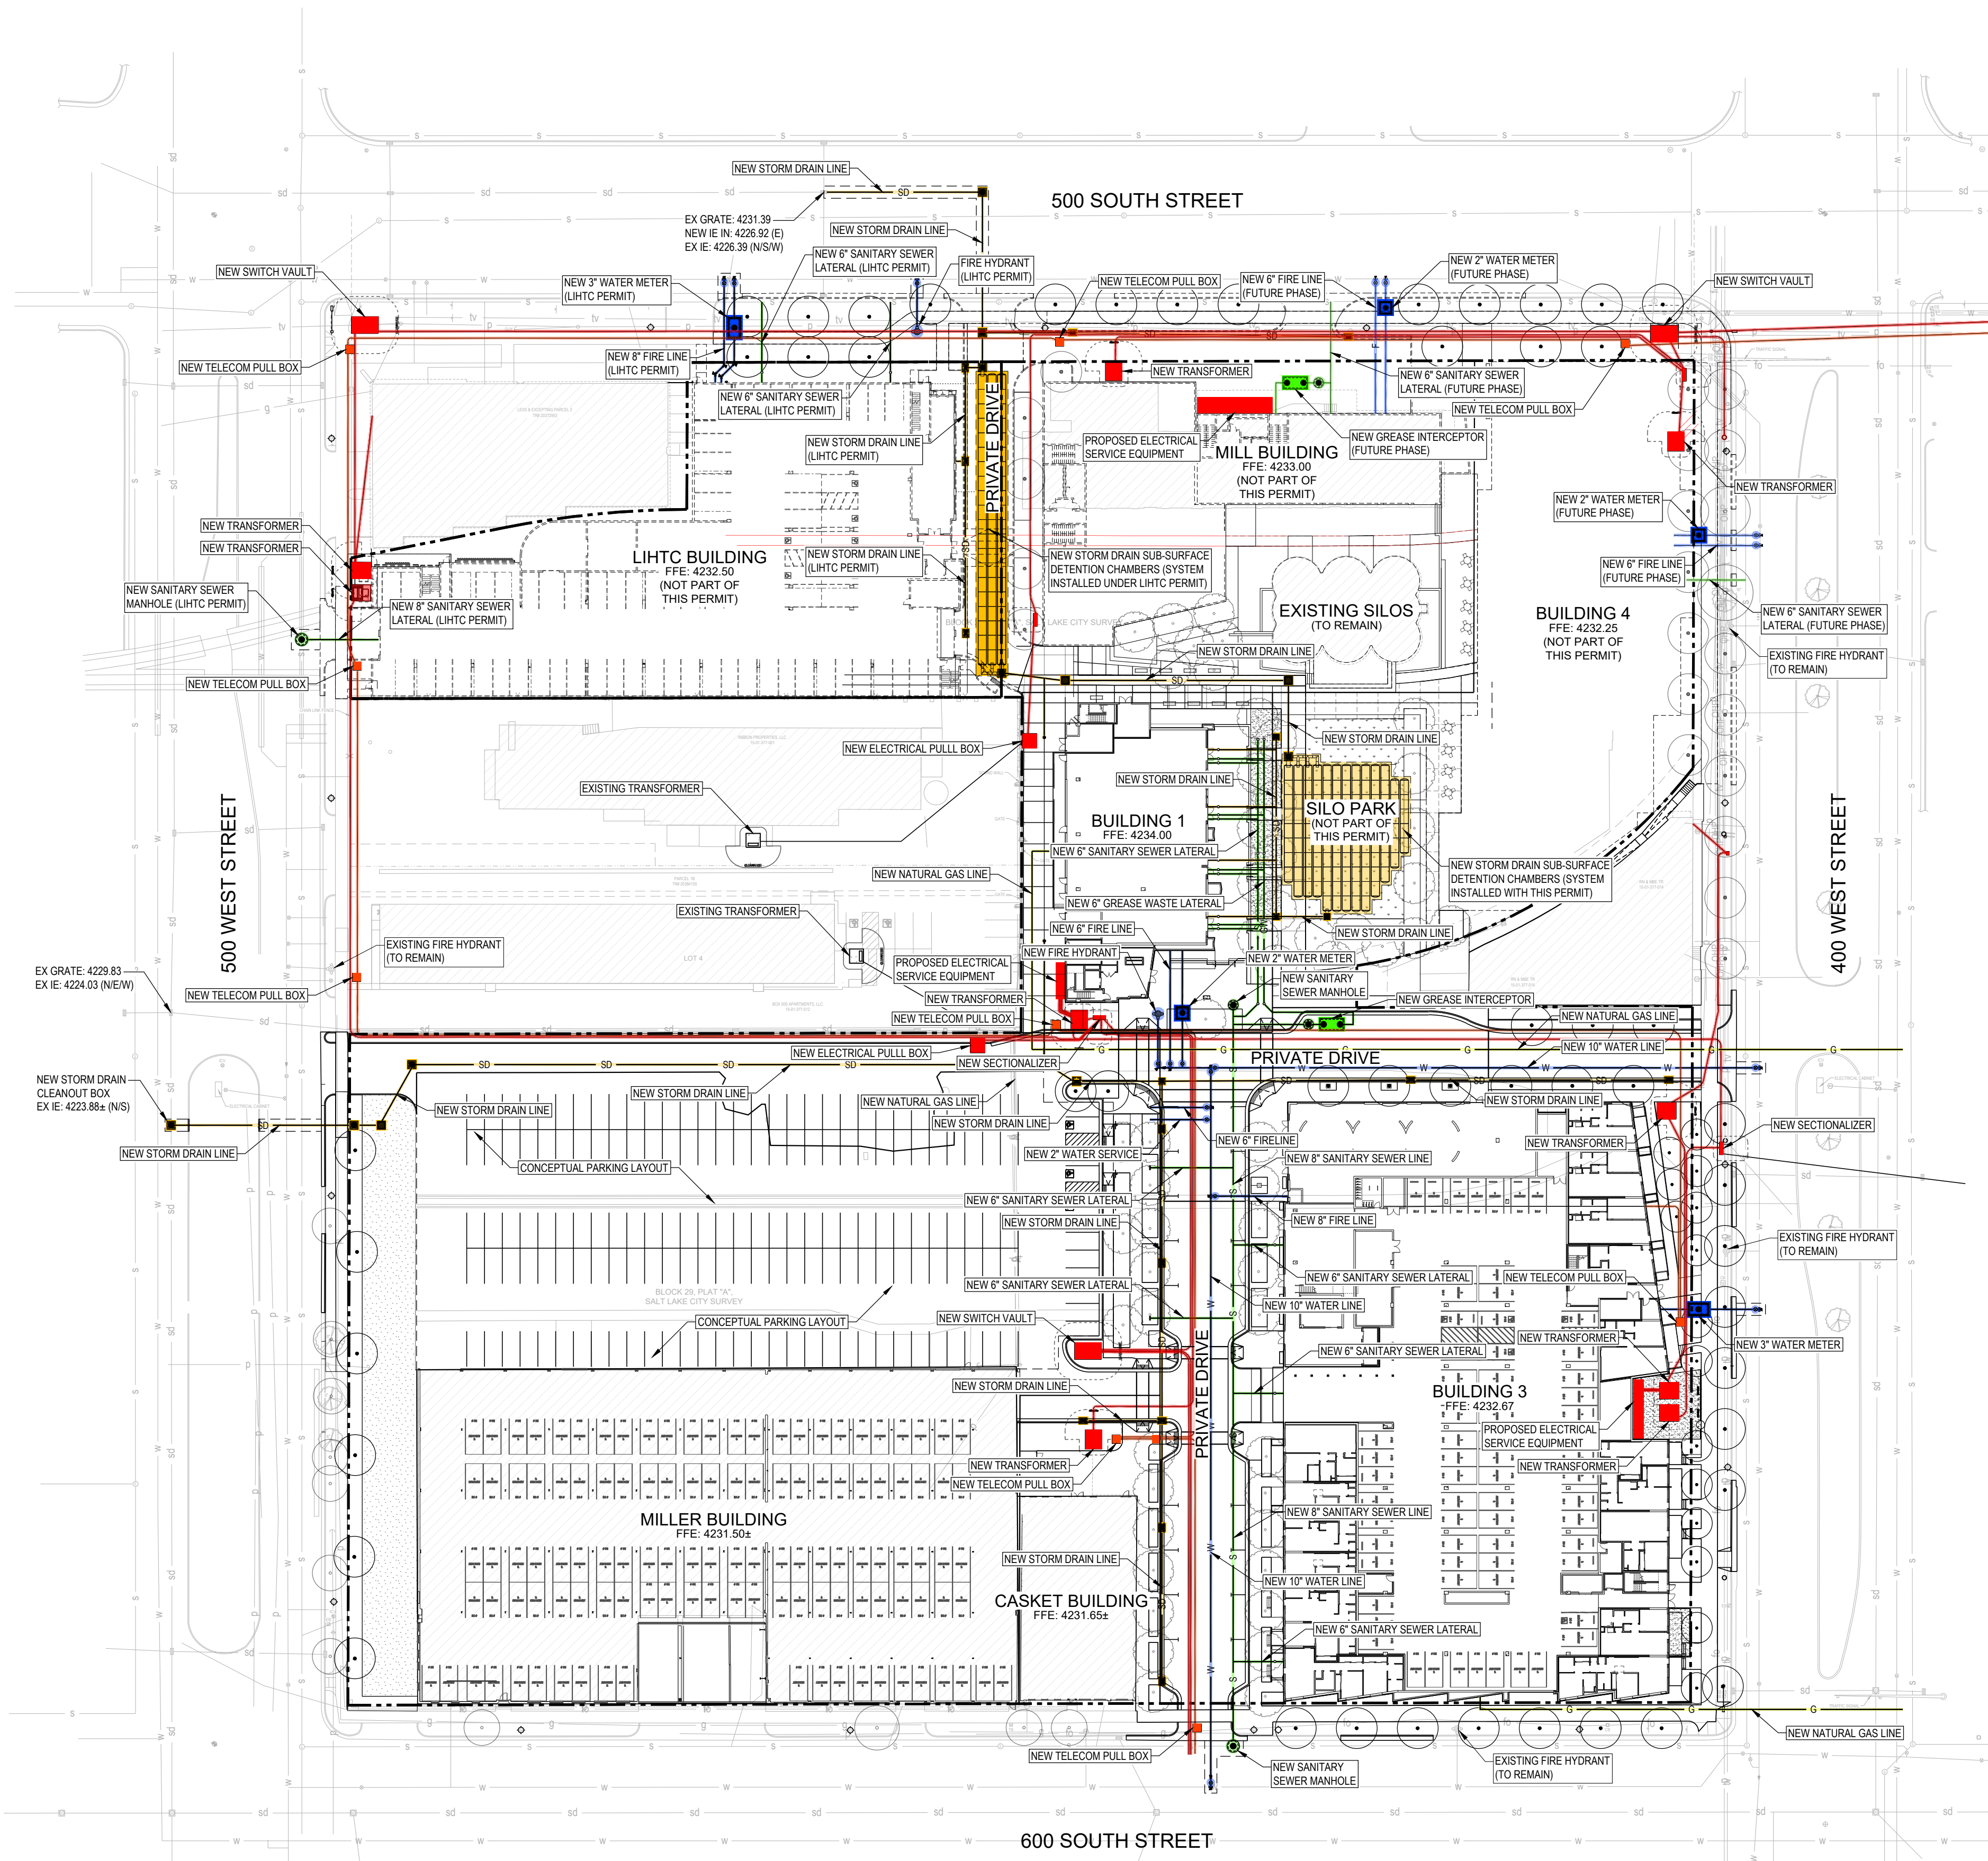 NEW STORM DRAIN LINE
500 SOUTH STREET
EX GRATE: 4231.39
NEW IE IN: 4226.92 (E)
EX IE: 4226.39 (N/S/W)
NEW STORM DRAIN LINE
NEW 6" SANITARY SEWER
LATERAL (LIHTC PERMIT)
FIRE HYDRANT
(LIHTC PERMIT)
NEW SWITCH VAULT
NEW 3" WATER METER
(LIHTC PERMIT)
NEW TELECOM PULL BOX
NEW 6" FIRE LINE
(FUTURE PHASE)
NEW 2" WATER METER
(FUTURE PHASE)
NEW SWITCH VAULT
NEW TELECOM PULL BOX
NEW 8" FIRE LINE
(LIHTC PERMIT)
NEW 6" SANITARY SEWER
LATERAL (LIHTC PERMIT)
NEW TRANSFORMER
NEW 6" SANITARY SEWER
LATERAL (FUTURE PHASE)
NEW TELECOM PULL BOX
NEW STORM DRAIN LINE
(LIHTC PERMIT)
PRIVATE DRIVE
PROPOSED ELECTRICAL
SERVICE EQUIPMENT
MILL BUILDING
FFE: 4233.00
(NOT PART OF
THIS PERMIT)
NEW GREASE INTERCEPTOR
(FUTURE PHASE)
NEW TRANSFORMER
NEW 2" WATER METER
(FUTURE PHASE)
NEW TRANSFORMER
NEW TRANSFORMER
LIHTC BUILDING
FFE: 4232.50
(NOT PART OF
THIS PERMIT)
NEW STORM DRAIN LINE
(LIHTC PERMIT)
NEW STORM DRAIN SUB-SURFACE
DETENTION CHAMBERS (SYSTEM
INSTALLED UNDER LIHTC PERMIT)
NEW 6" FIRE LINE
(FUTURE PHASE)
NEW SANITARY SEWER
MANHOLE (LIHTC PERMIT)
NEW 8" SANITARY SEWER
LATERAL (LIHTC PERMIT)
EXISTING SILOS
(TO REMAIN)
BUILDING 4
FFE: 4232.25
(NOT PART OF
THIS PERMIT)
NEW 6" SANITARY SEWER
LATERAL (FUTURE PHASE)
EXISTING FIRE HYDRANT
(TO REMAIN)
NEW STORM DRAIN LINE
NEW TELECOM PULL BOX
NEW ELECTRICAL PULLL BOX
NEW STORM DRAIN LINE
EXISTING TRANSFORMER
NEW STORM DRAIN LINE
BUILDING 1
FFE: 4234.00
SILO PARK
(NOT PART OF
THIS PERMIT)
500 WEST STREET
400 WEST STREET
NEW 6" SANITARY SEWER LATERAL
NEW NATURAL GAS LINE
NEW STORM DRAIN SUB-SURFACE
DETENTION CHAMBERS (SYSTEM
INSTALLED WITH THIS PERMIT)
NEW 6" GREASE WASTE LATERAL
EXISTING TRANSFORMER
NEW 6" FIRE LINE
NEW STORM DRAIN LINE
EXISTING FIRE HYDRANT
(TO REMAIN)
LOT 4
NEW FIRE HYDRANT
NEW 2" WATER METER
EX GRATE: 4229.83
EX IE: 4224.03 (N/E/W)
PROPOSED ELECTRICAL
SERVICE EQUIPMENT
NEW SANITARY
SEWER MANHOLE
NEW TELECOM PULL BOX
NEW TRANSFORMER
NEW GREASE INTERCEPTOR
NEW TELECOM PULL BOX
NEW NATURAL GAS LINE
NEW ELECTRICAL PULLL BOX
NEW SECTIONALIZER
PRIVATE DRIVE
NEW 10" WATER LINE
NEW STORM DRAIN
CLEANOUT BOX
EX IE: 4223.88± (N/S)
NEW STORM DRAIN LINE
NEW NATURAL GAS LINE
NEW STORM DRAIN LINE
NEW STORM DRAIN LINE
NEW STORM DRAIN LINE
NEW STORM DRAIN LINE
NEW 6" FIRELINE
NEW TRANSFORMER
NEW SECTIONALIZER
CONCEPTUAL PARKING LAYOUT
NEW 2" WATER SERVICE
NEW 8" SANITARY SEWER LINE
NEW 6" SANITARY SEWER LATERAL
NEW STORM DRAIN LINE
NEW 8" FIRE LINE
EXISTING FIRE HYDRANT
(TO REMAIN)
NEW 6" SANITARY SEWER LATERAL
NEW 6" SANITARY SEWER LATERAL
NEW TELECOM PULL BOX
BLOCK 29, PLAT "A",
SALT LAKE CITY SURVEY
NEW 10" WATER LINE
CONCEPTUAL PARKING LAYOUT
NEW SWITCH VAULT
NEW TRANSFORMER
NEW 3" WATER METER
NEW 6" SANITARY SEWER LATERAL
PRIVATE DRIVE
NEW STORM DRAIN LINE
BUILDING 3
FFE: 4232.67
PROPOSED ELECTRICAL
SERVICE EQUIPMENT
NEW TRANSFORMER
NEW TRANSFORMER
NEW TELECOM PULL BOX
MILLER BUILDING
FFE: 4231.50±
NEW 8" SANITARY SEWER LINE
NEW STORM DRAIN LINE
NEW 10" WATER LINE
CASKET BUILDING
FFE: 4231.65±
NEW 6" SANITARY SEWER LATERAL
NEW NATURAL GAS LINE
NEW TELECOM PULL BOX
NEW SANITARY
SEWER MANHOLE
EXISTING FIRE HYDRANT
(TO REMAIN)
600 SOUTH STREET